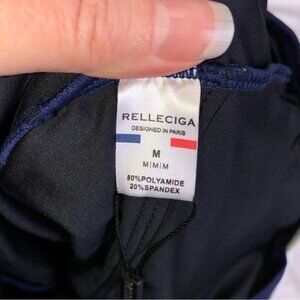 RELLECIGA
DESIGNED IN PARIS
M
M|M|M
80%POLYAMIDE
20%SPANDEX